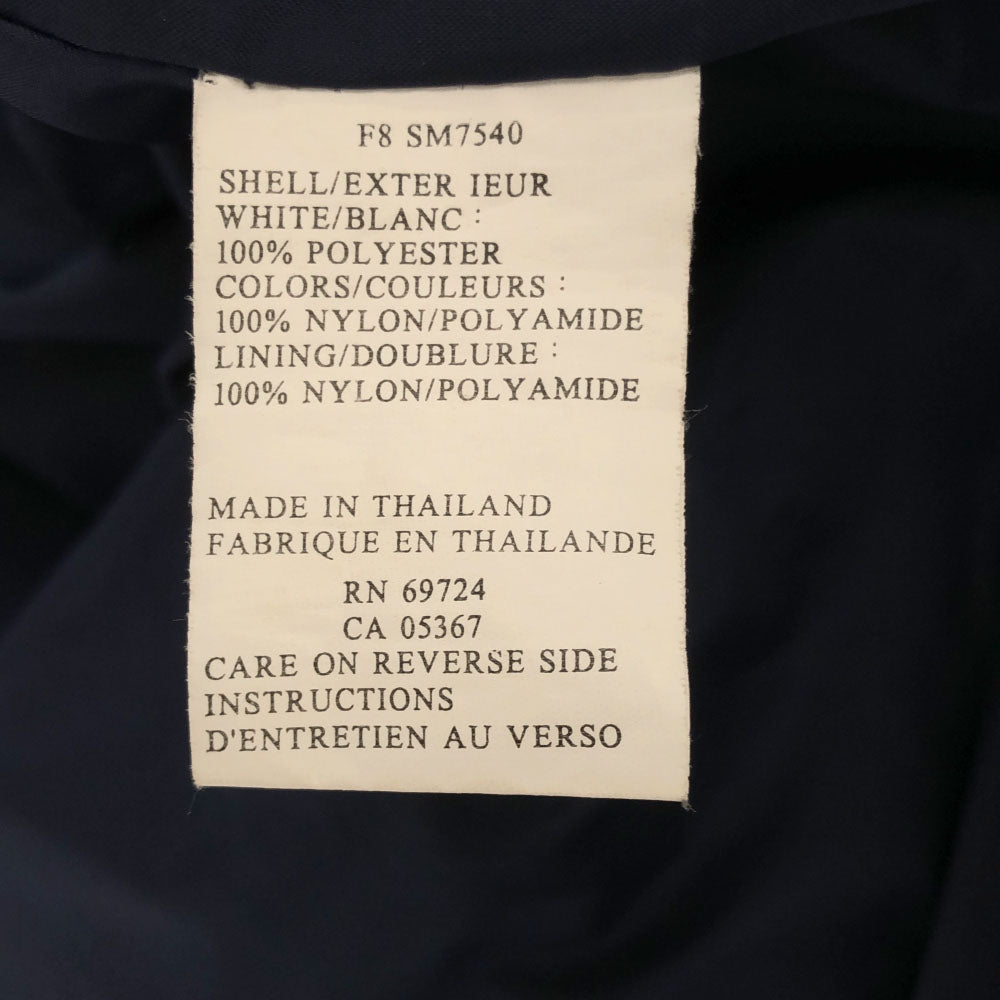 F8 SM7540
SHELL/EXTER IEUR
WHITE/BLANC :
100% POLYESTER
COLORS/COULEURS :
100% NYLON/POLYAMIDE
LINING/DOUBLURE :
100% NYLON/POLYAMIDE
MADE IN THAILAND
FABRIQUE EN THAILANDE
RN 69724
CA 05367
CARE ON REVERSE SIDE
INSTRUCTIONS
D'ENTRETIEN AU VERSO